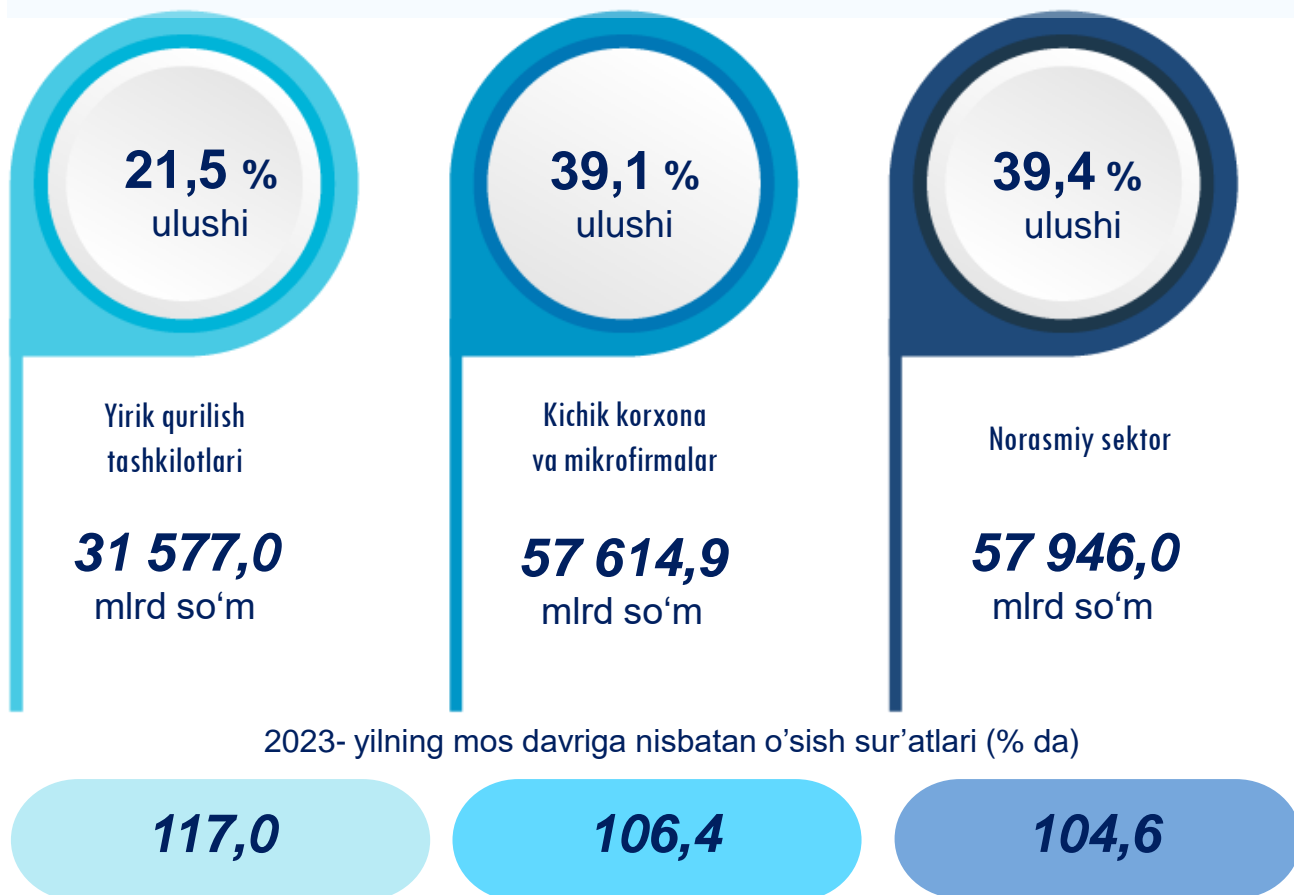 21,5 %
ulushi
39,1 %
ulushi
39,4 %
ulushi
Yirik qurilish
tashkilotlari
Kichik korxona
va mikrofirmalar
Norasmiy sektor
31 577,0
mlrd so‘m
57 614,9
mlrd so‘m
57 946,0
mlrd so‘m
2023- yilning mos davriga nisbatan o’sish sur’atlari (% da)
117,0
106,4
104,6